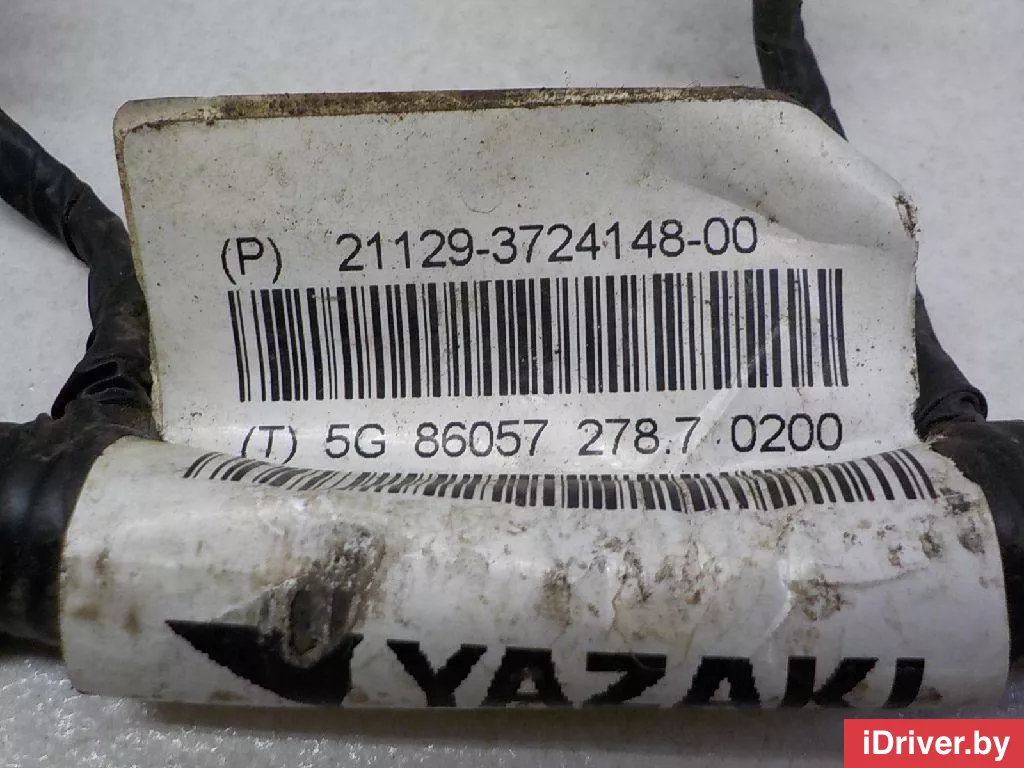 (P) 21129-3724148-00
(T) 5G 86057 278.7 0200
YAZAKI
iDriver.by